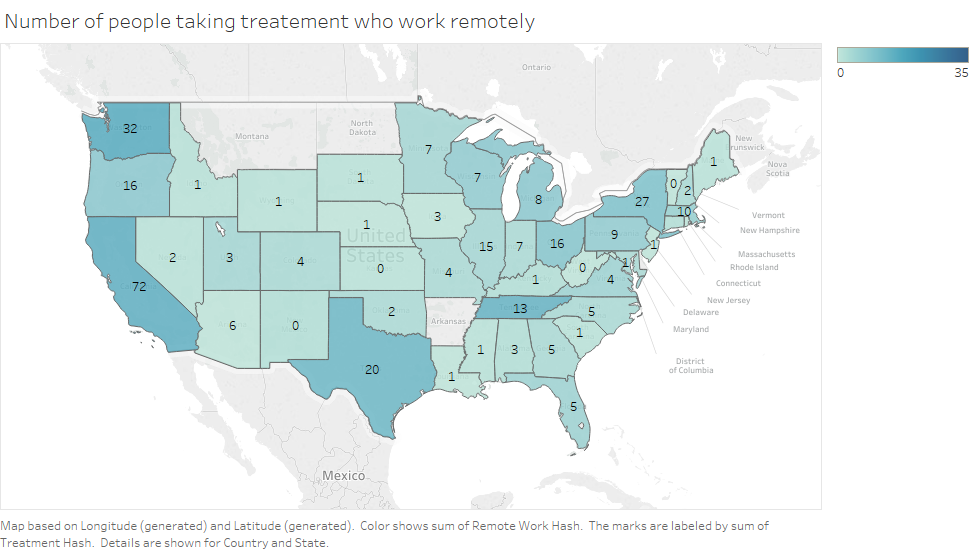 Number of people taking treatement who work remotely
0
35
Ontario
32
Montana
North
Dakota
7
New
Brunswick
1
Nova
Scotia
16
1
1
1
7
8
27
0
2
10
Vermont
New Hampshire
3
1
United
States
2
3
4
0
15
7
16
9
1
Massachusetts
Rhode Island
Connecticut
72
4
1
0
4
1
New Jersey
Delaware
Maryland
6
0
2
Arkansas
13
5
1
District
of Columbia
20
1
1
3
5
5
Mexico
Map based on Longitude (generated) and Latitude (generated).  Color shows sum of Remote Work Hash.  The marks are labeled by sum of
Treatment Hash.  Details are shown for Country and State.